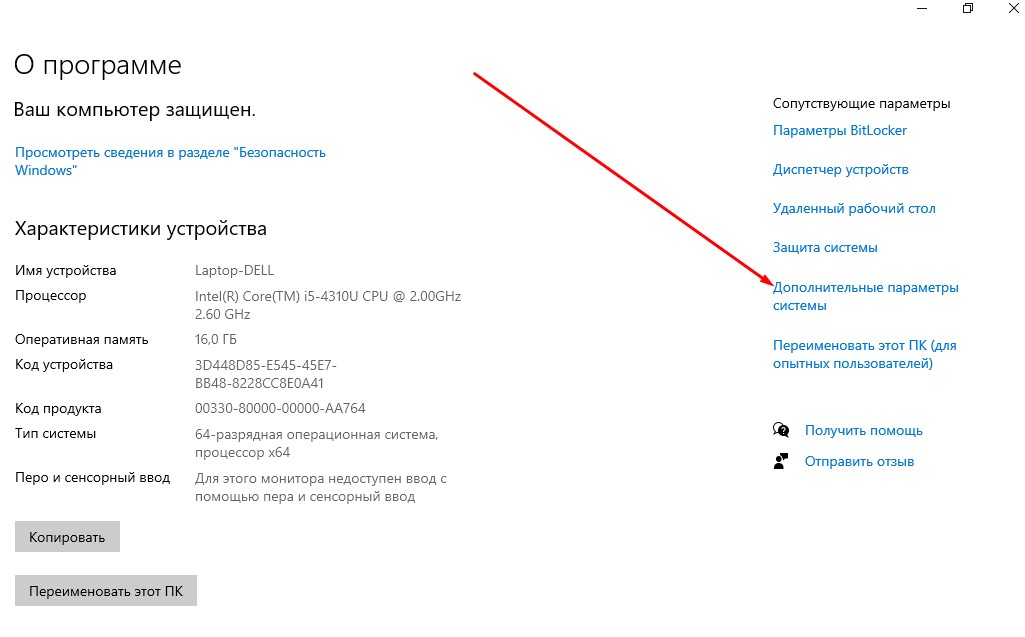 О программе
Ваш компьютер защищен.
Просмотреть сведения в разделе "Безопасность
Windows"
Характеристики устройства
Имя устройства Laptop-DELL
Процессор Intel(R) Core(TM) i5-4310U CPU @ 2.00GHz
2.60 GHz
Оперативная память 16,0 ГБ
Код устройства 3D448D85-E545-45E7-
BB48-8228CC8E0A41
Код продукта 00330-80000-00000-AA764
Тип системы 64-разрядная операционная система,
процессор x64
Перо и сенсорный ввод Для этого монитора недоступен ввод с
помощью пера и сенсорный ввод
Копировать
Переименовать этот ПК
Сопутствующие параметры
Параметры BitLocker
Диспетчер устройств
Удаленный рабочий стол
Защита системы
Дополнительные параметры
системы
Переименовать этот ПК (для
опытных пользователей)
Получить помощь
Отправить отзыв